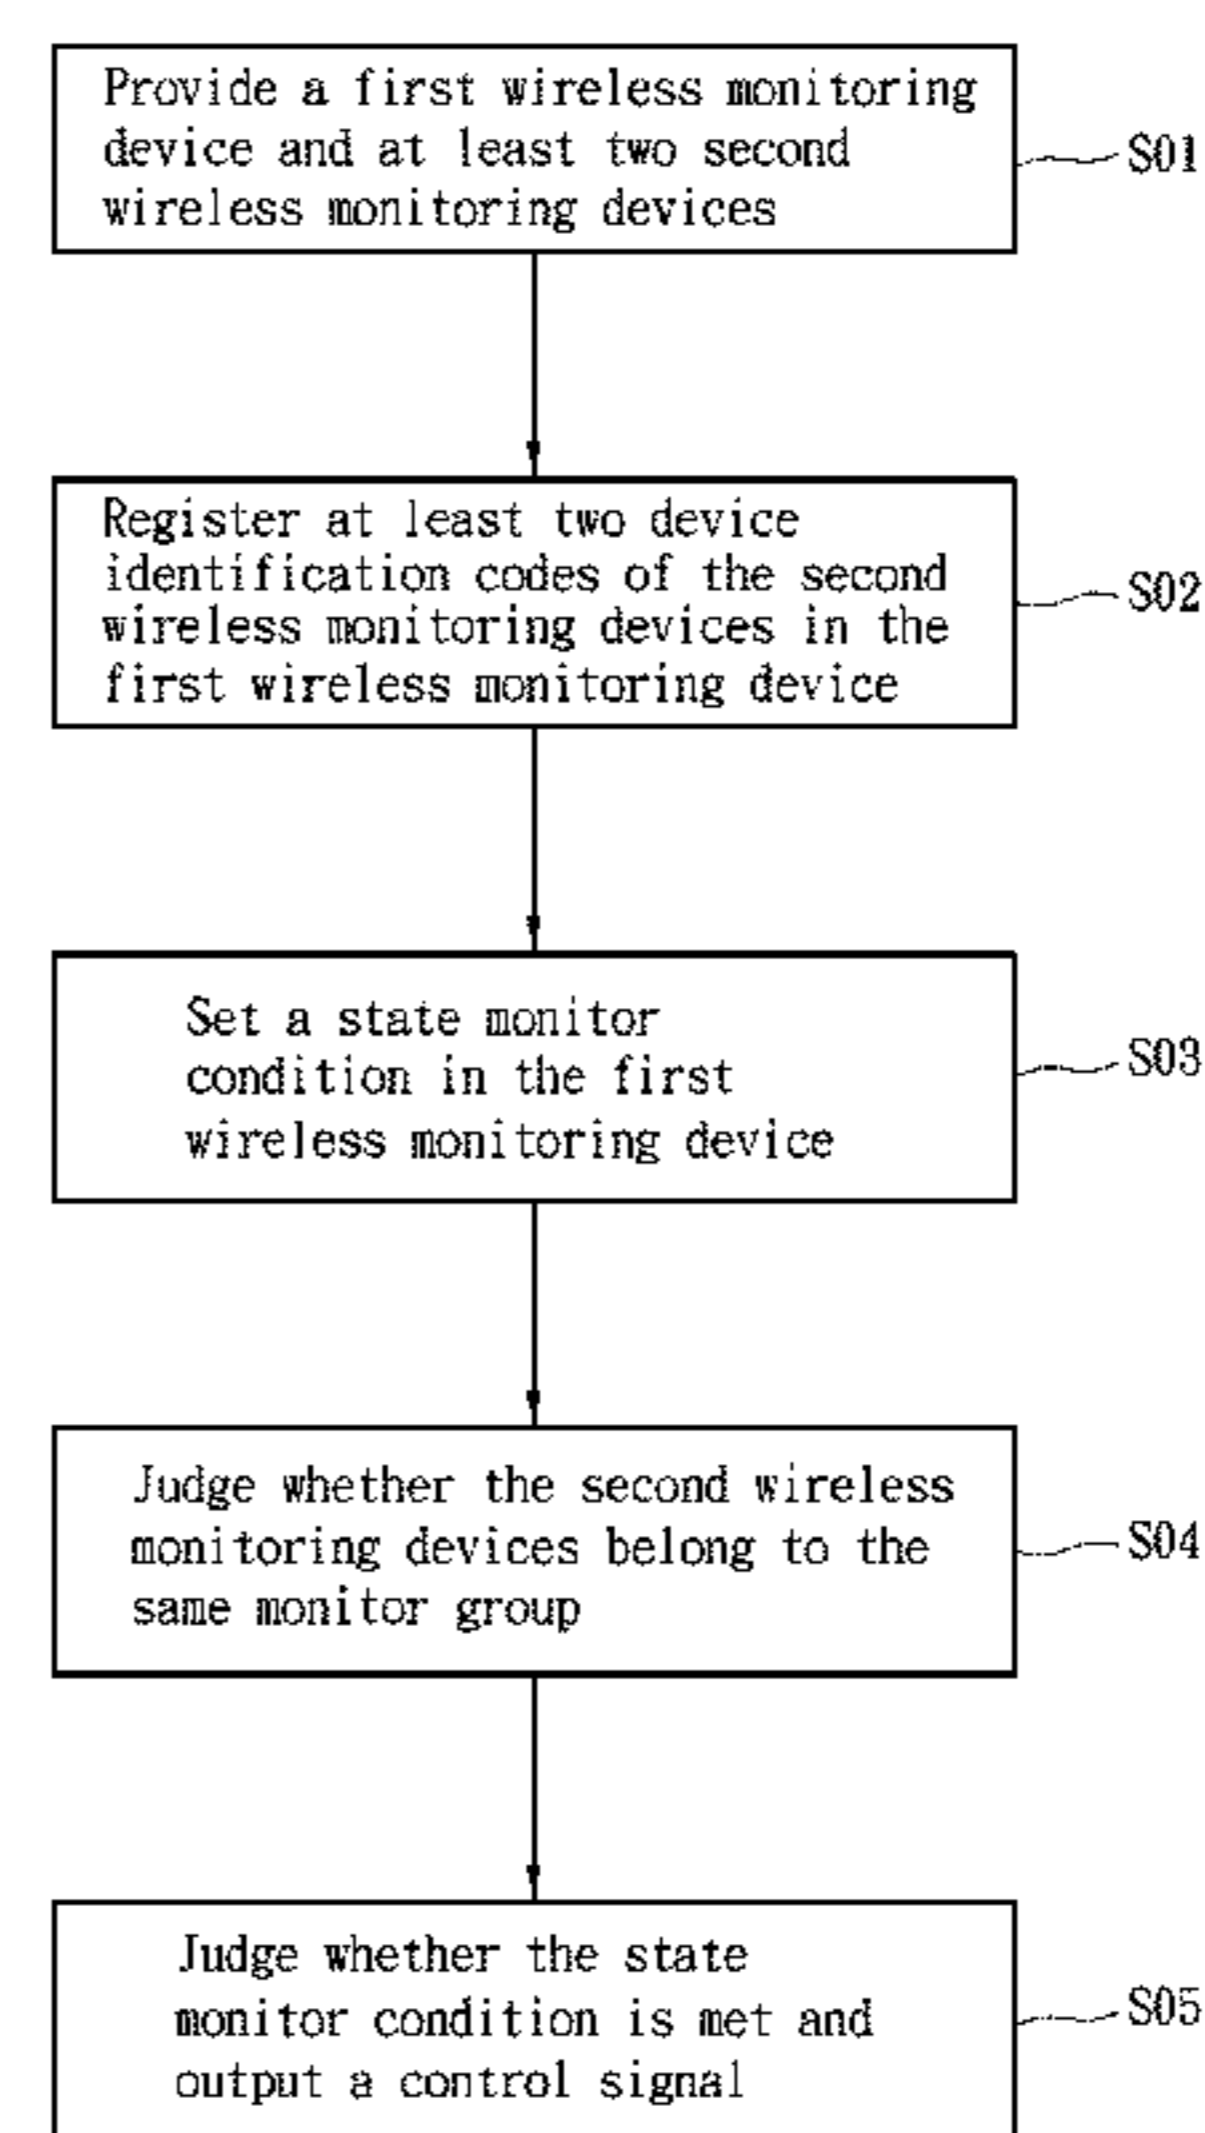 Provide a first wireless monitoring
device and at least two second
wireless monitoring devices
S01
Register at least two device
identification codes of the second
wireless monitoring devices in the
first wireless monitoring device
S02
Set a state monitor
condition in the first
wireless monitoring device
S03
Judge whether the second wireless
monitoring devices belong to the
same monitor group
S04
Judge whether the state
monitor condition is met and
output a control signal
S05